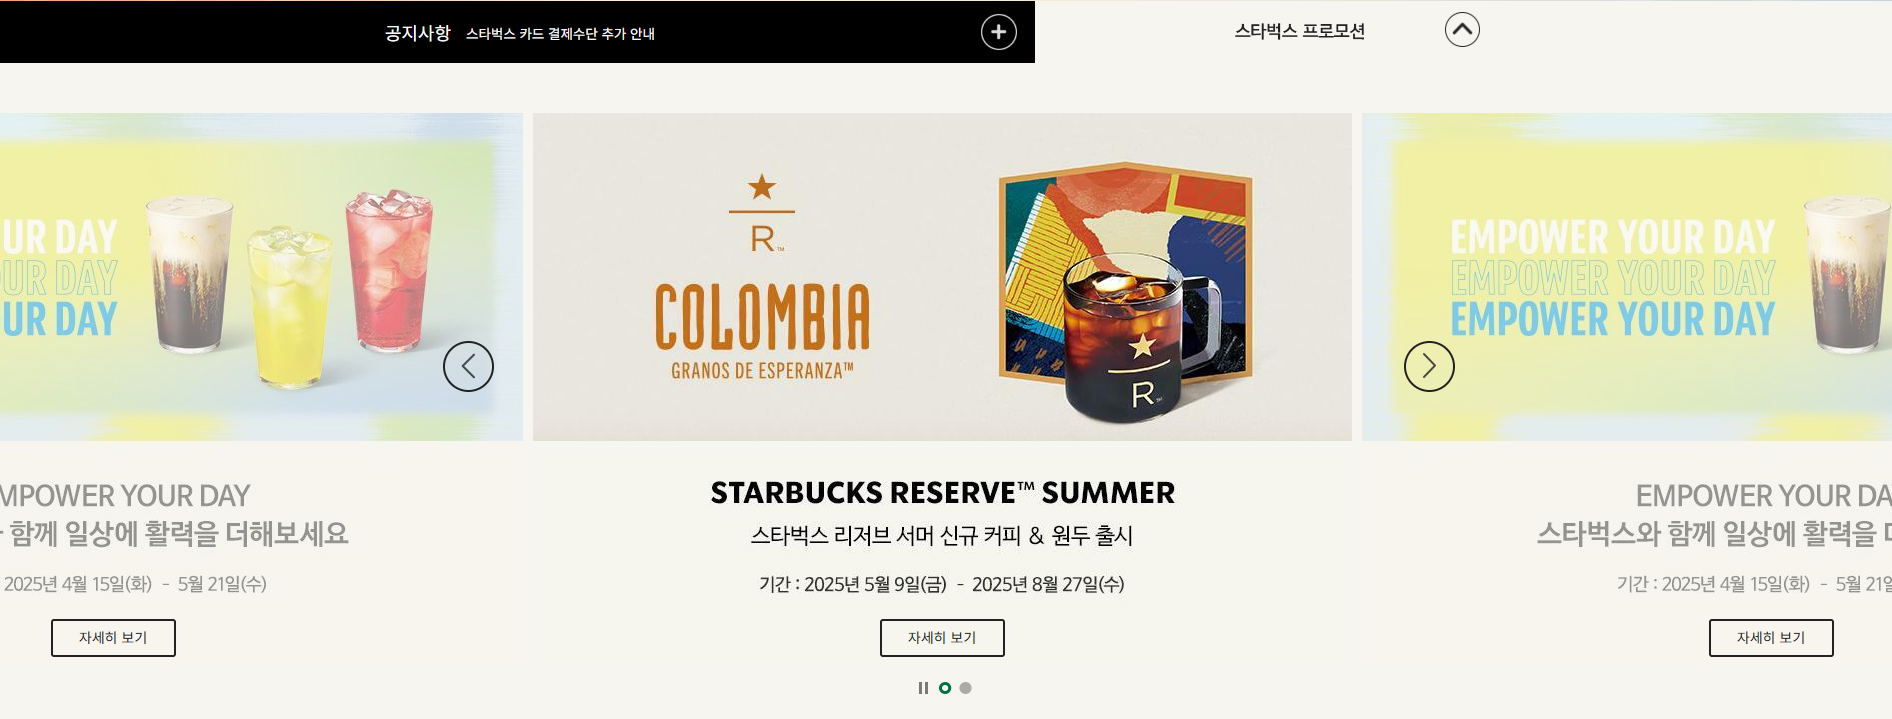 공지사항 스타벅스 카드 결제수단 추가 안내
스타벅스 프로모션
UR DAY
OUR DAY
UR DAY
R™
COLOMBIA
GRANOS DE ESPERANZA™
R™
EMPOWER YOUR DAY
EMPOWER YOUR DAY
EMPOWER YOUR DAY
MPOWER YOUR DAY
함께 일상에 활력을 더해보세요
2025년 4월 15일(화) - 5월 21일(수)
자세히 보기
STARBUCKS RESERVE™ SUMMER
스타벅스 리저브 서머 신규 커피 & 원두 출시
기간 : 2025년 5월 9일(금) - 2025년 8월 27일(수)
자세히 보기
EMPOWER YOUR DA
스타벅스와 함께 일상에 활력을
기간 : 2025년 4월 15일(화) - 5월 21일
자세히 보기